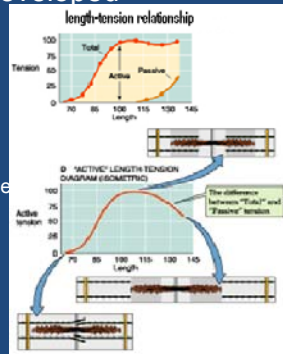 developed
length-tension relationship
100
75
50
25
0
Tension
Total
Active
Passive
70 85 100 115 130 145
Length
D "ACTIVE" LENGTH-TENSION
DIAGRAM (ISOMETRIC)
100
75
50
25
0
Active
tension
The difference
between "Total" and
"Passive" tension
70 85 100 115 130 145
Length